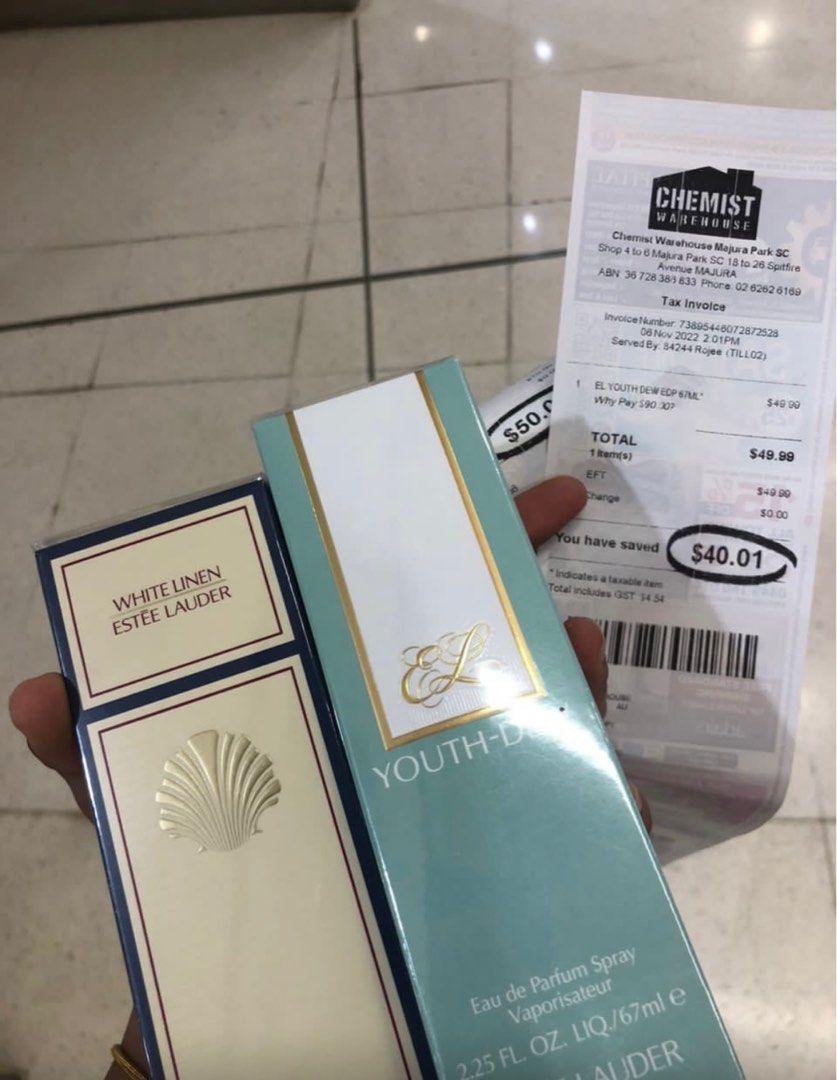 CHEMIST
WAREHOUSE
Chemist Warehouse Majura Park SC
Shop 4 to 6 Majura Park SC 18 to 26 Spitfire
Avenue MAJURA
ABN 36 728 386 833 Phone: 02 6262 6169
Tax Invoice
Invoice Number: 73895446072872528
06 Nov 2022 2:01PM
Served By: 84244 Rojee (TILL02)
1 EL YOUTH DEW EDP 67ML* $49.99
Why Pay $90.00?
TOTAL $49.99
1 Item(s)
EFT $49.99
Change $0.00
You have saved $40.01
* Indicates a taxable item
Total includes GST $4.54
AU
$50.0
WHITE LINEN
ESTĒE LAUDER
EL
YOUTH-D
Eau de Parfum Spray
Vaporisateur
2.25 FL. OZ. LIQ./67ml e
LAUDER